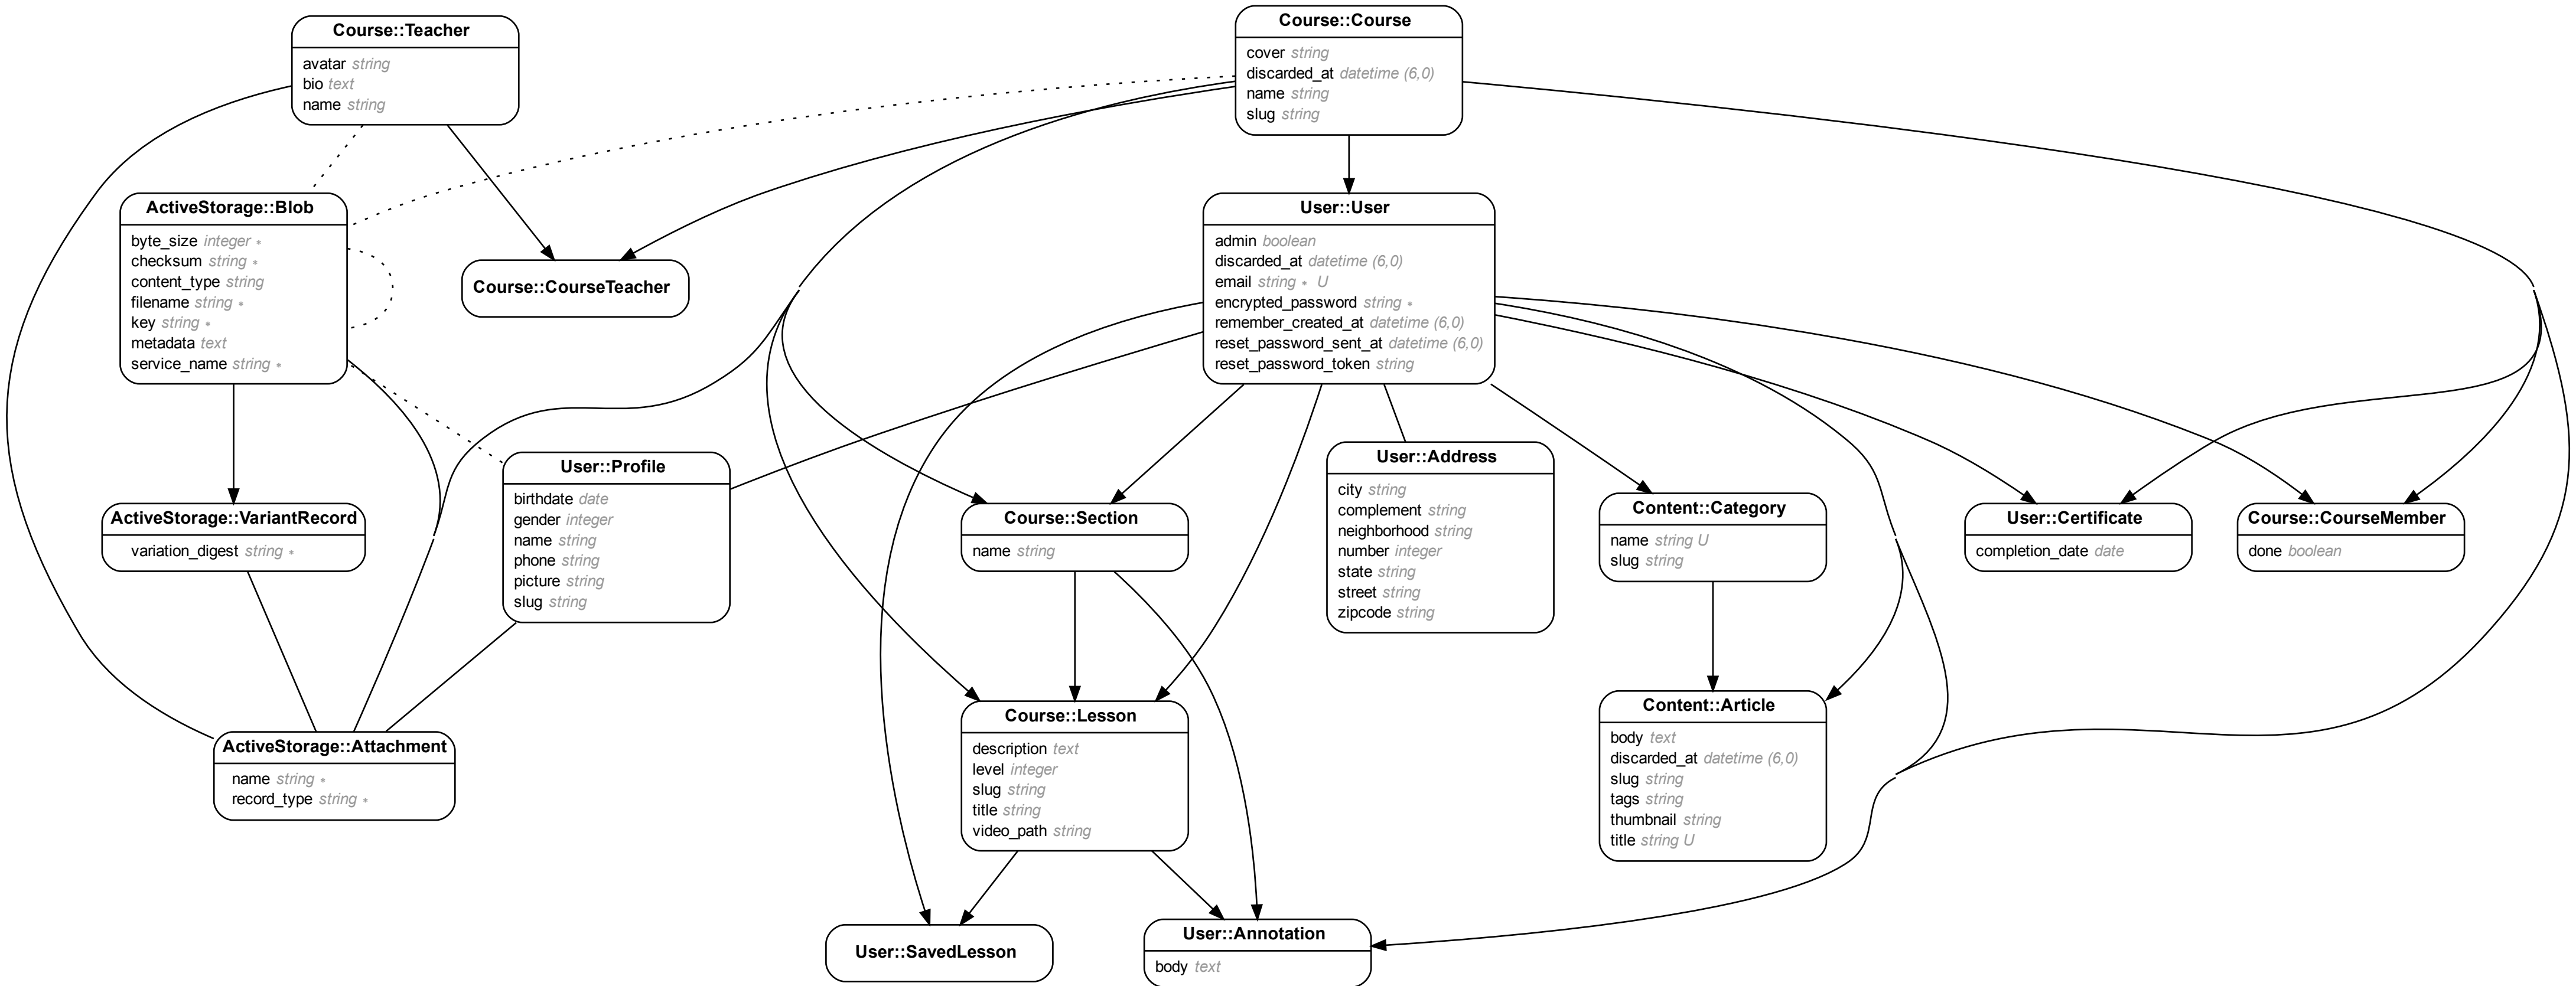 Course::Teacher
avatar string
bio text
name string
Course::Course
cover string
discarded_at datetime (6,0)
name string
slug string
ActiveStorage::Blob
byte_size integer ∗
checksum string ∗
content_type string
filename string ∗
key string ∗
metadata text
service_name string ∗
Course::CourseTeacher
User::User
admin boolean
discarded_at datetime (6,0)
email string ∗ U
encrypted_password string ∗
remember_created_at datetime (6,0)
reset_password_sent_at datetime (6,0)
reset_password_token string
ActiveStorage::VariantRecord
variation_digest string ∗
User::Profile
birthdate date
gender integer
name string
phone string
picture string
slug string
Course::Section
name string
User::Address
city string
complement string
neighborhood string
number integer
state string
street string
zipcode string
Content::Category
name string U
slug string
User::Certificate
completion_date date
Course::CourseMember
done boolean
ActiveStorage::Attachment
name string ∗
record_type string ∗
Course::Lesson
description text
level integer
slug string
title string
video_path string
Content::Article
body text
discarded_at datetime (6,0)
slug string
tags string
thumbnail string
title string U
User::SavedLesson
User::Annotation
body text